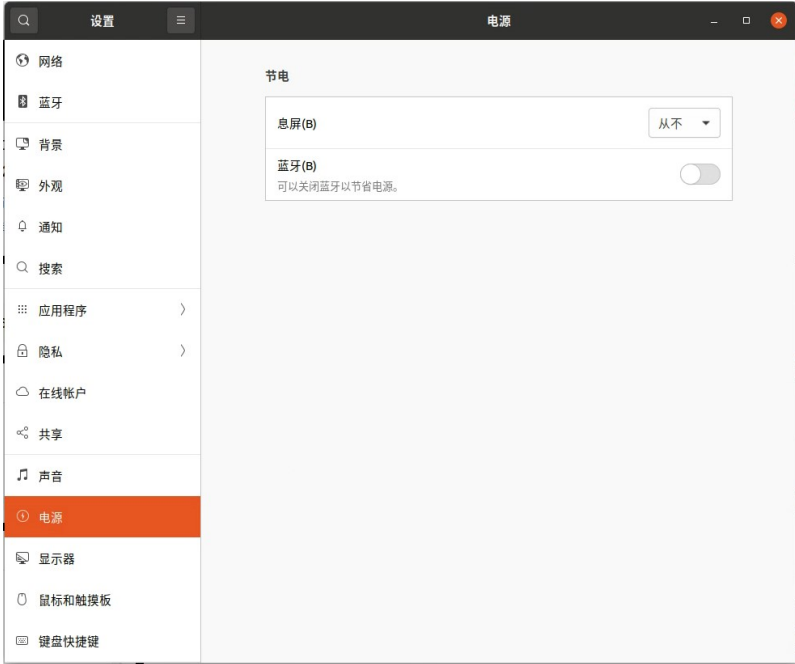 设置
电源
网络
蓝牙
背景
外观
通知
搜索
应用程序
隐私
在线帐户
共享
声音
电源
显示器
鼠标和触摸板
键盘快捷键
节电
息屏(B)
从不
蓝牙(B)
可以关闭蓝牙以节省电源。